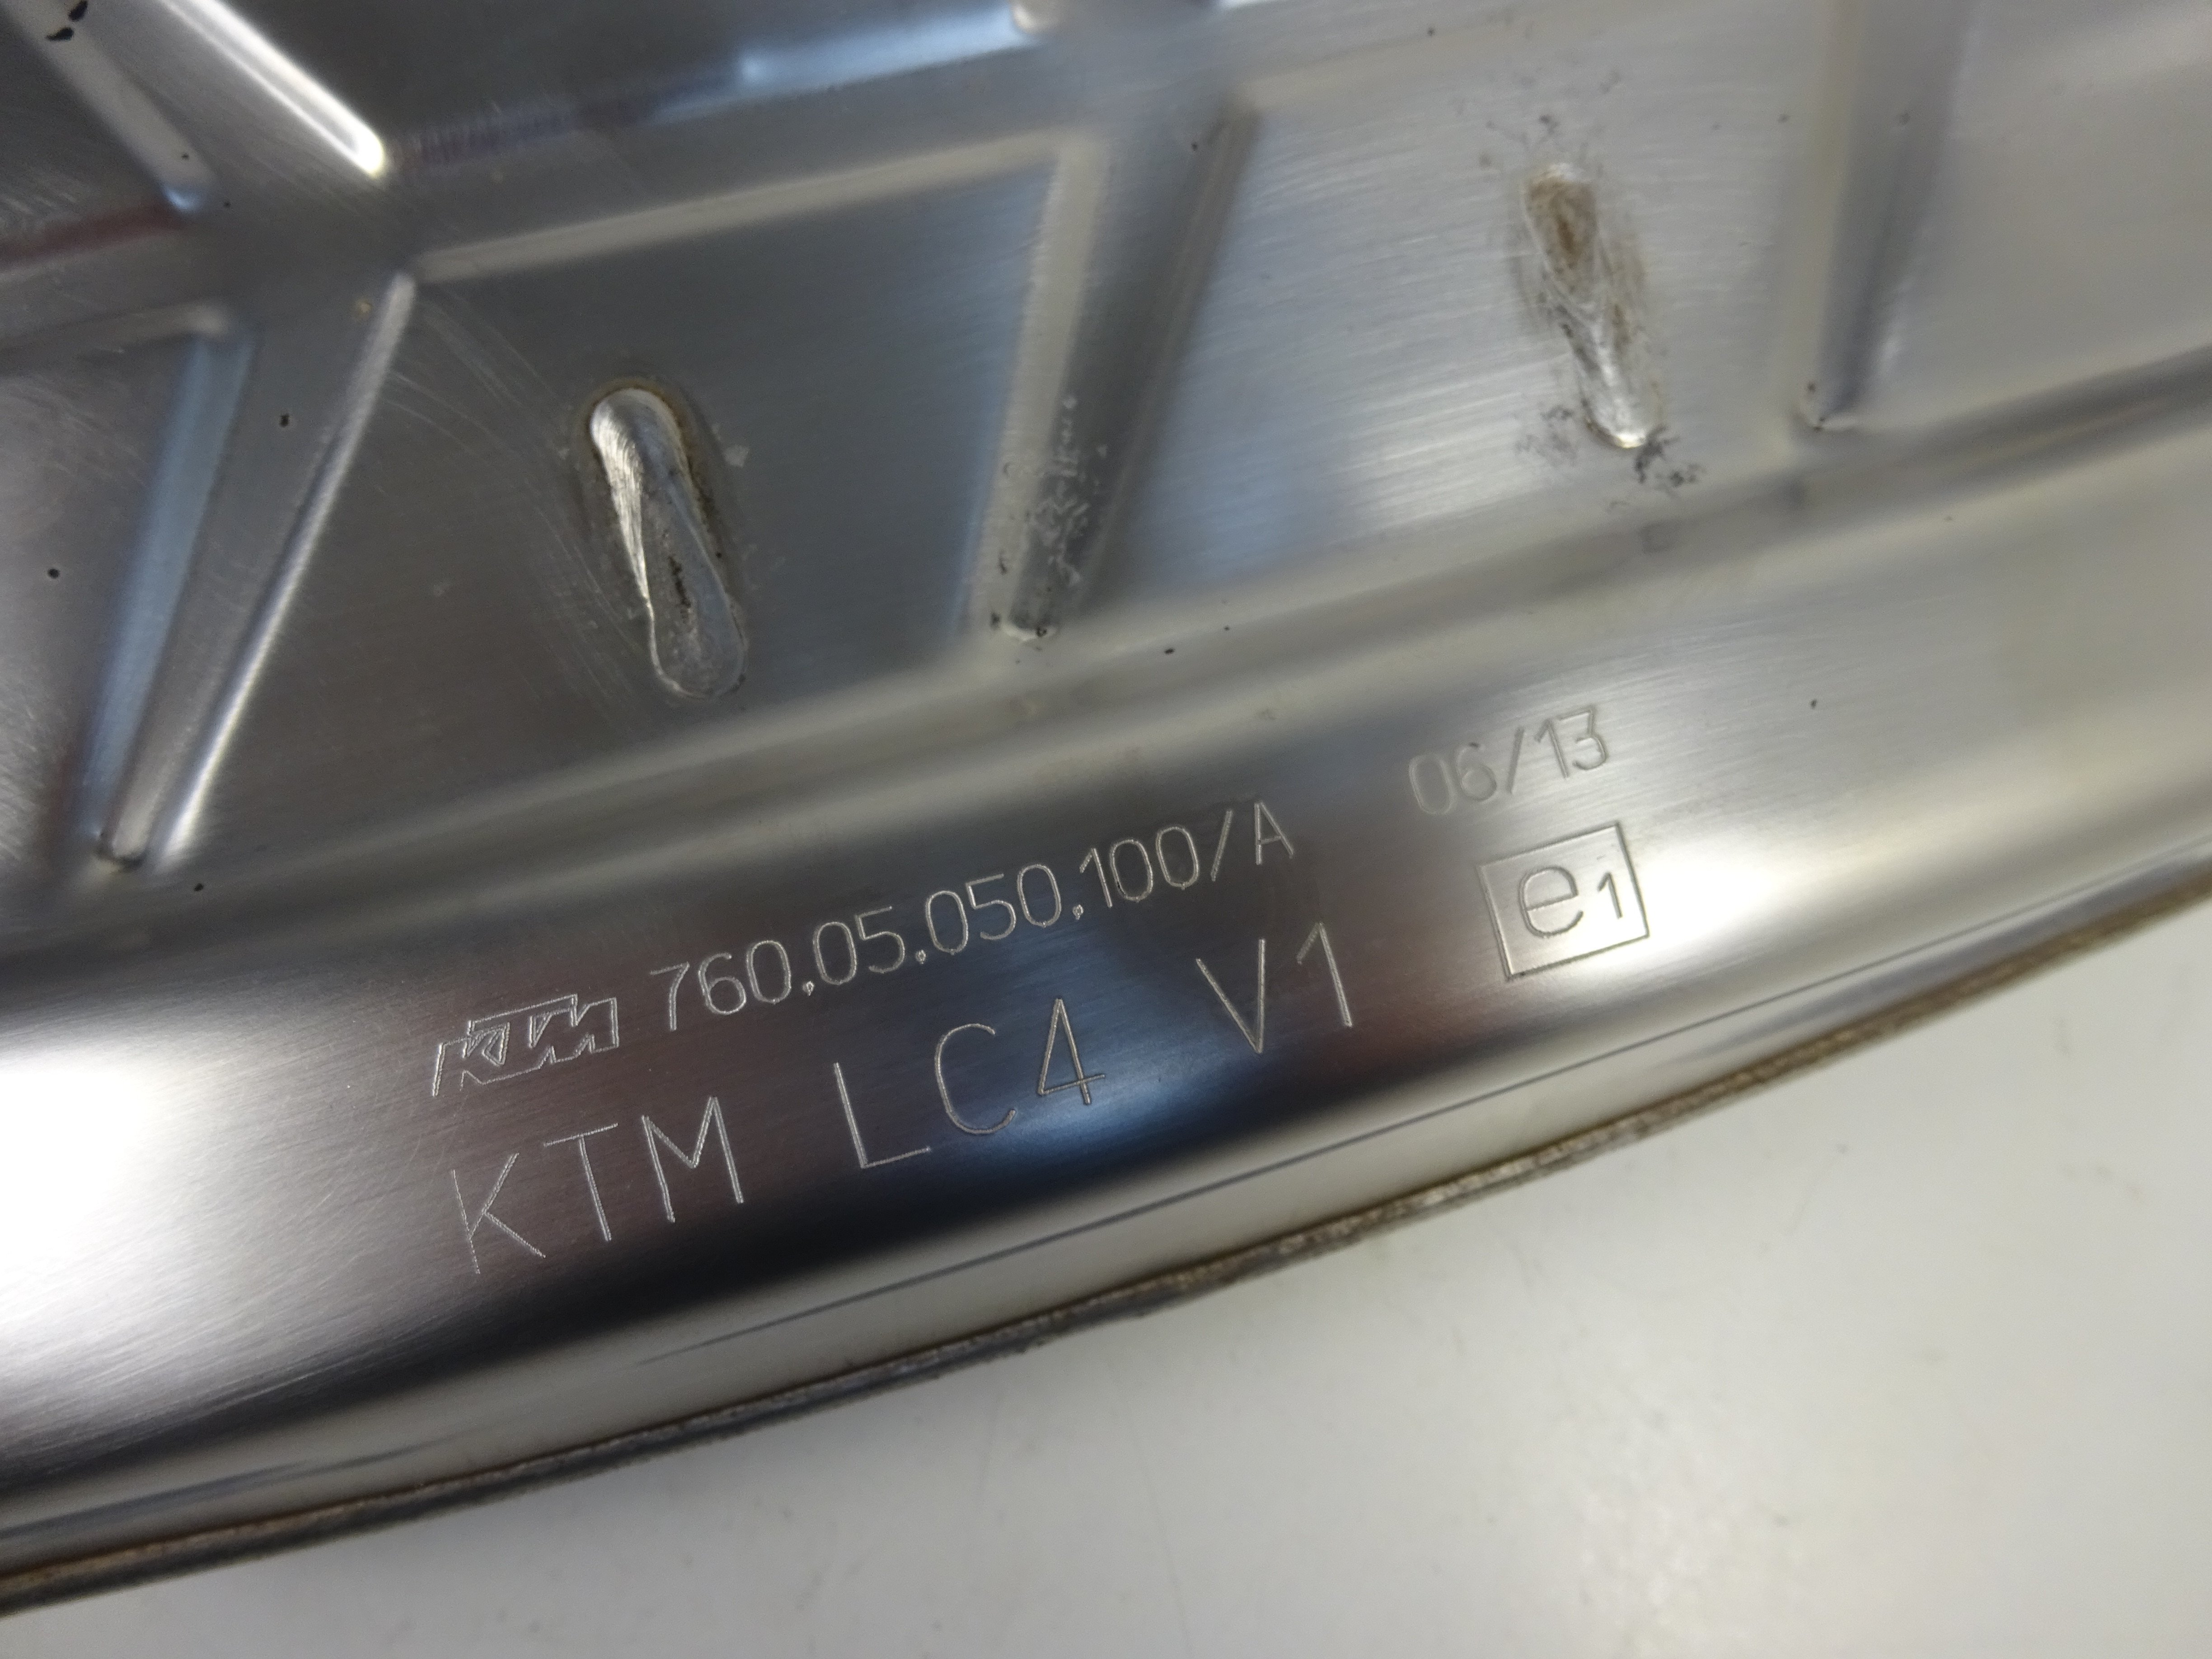 KTM 760.05.050.100/A 06/13
KTM LC4 V1 e1